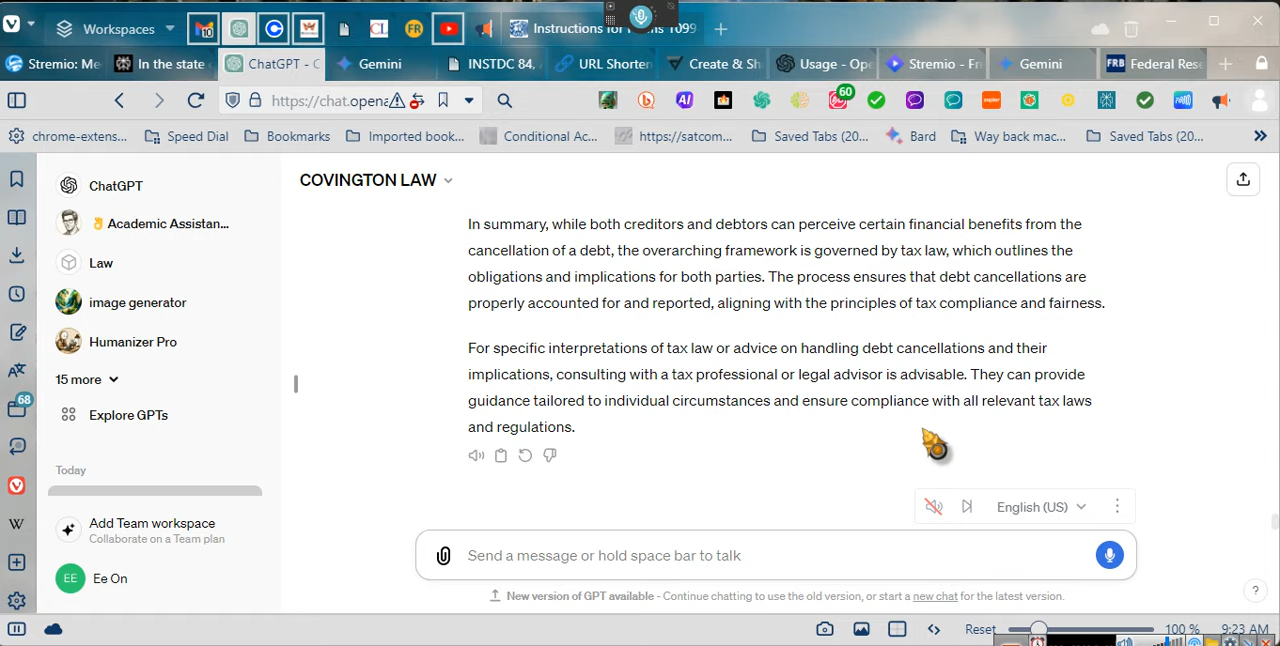 Workspaces
10
CL
FR
Instructions for
1099
Stremio: Me
In the state
ChatGPT - C
Gemini
INSTDC 84,
URL Shorten
Create & Sh
Usage - Ope
Stremio - Fr
Gemini
FRB
Federal Rese
https://chat.opena
60
chrome-extens...
Speed Dial
Bookmarks
Imported book...
Conditional Ac...
https://satcom...
Saved Tabs (20...
Bard
Way back mac...
Saved Tabs (20...
ChatGPT
Academic Assistan...
Law
image generator
Humanizer Pro
15 more
Explore GPTs
Today
Add Team workspace
Collaborate on a Team plan
EE
Ee On
68
W
COVINGTON LAW
In summary, while both creditors and debtors can perceive certain financial benefits from the
cancellation of a debt, the overarching framework is governed by tax law, which outlines the
obligations and implications for both parties. The process ensures that debt cancellations are
properly accounted for and reported, aligning with the principles of tax compliance and fairness.
For specific interpretations of tax law or advice on handling debt cancellations and their
implications, consulting with a tax professional or legal advisor is advisable. They can provide
guidance tailored to individual circumstances and ensure compliance with all relevant tax laws
and regulations.
English (US)
Send a message or hold space bar to talk
New version of GPT available - Continue chatting to use the old version, or start a new chat for the latest version.
?
Reset
100 %
9:23 AM